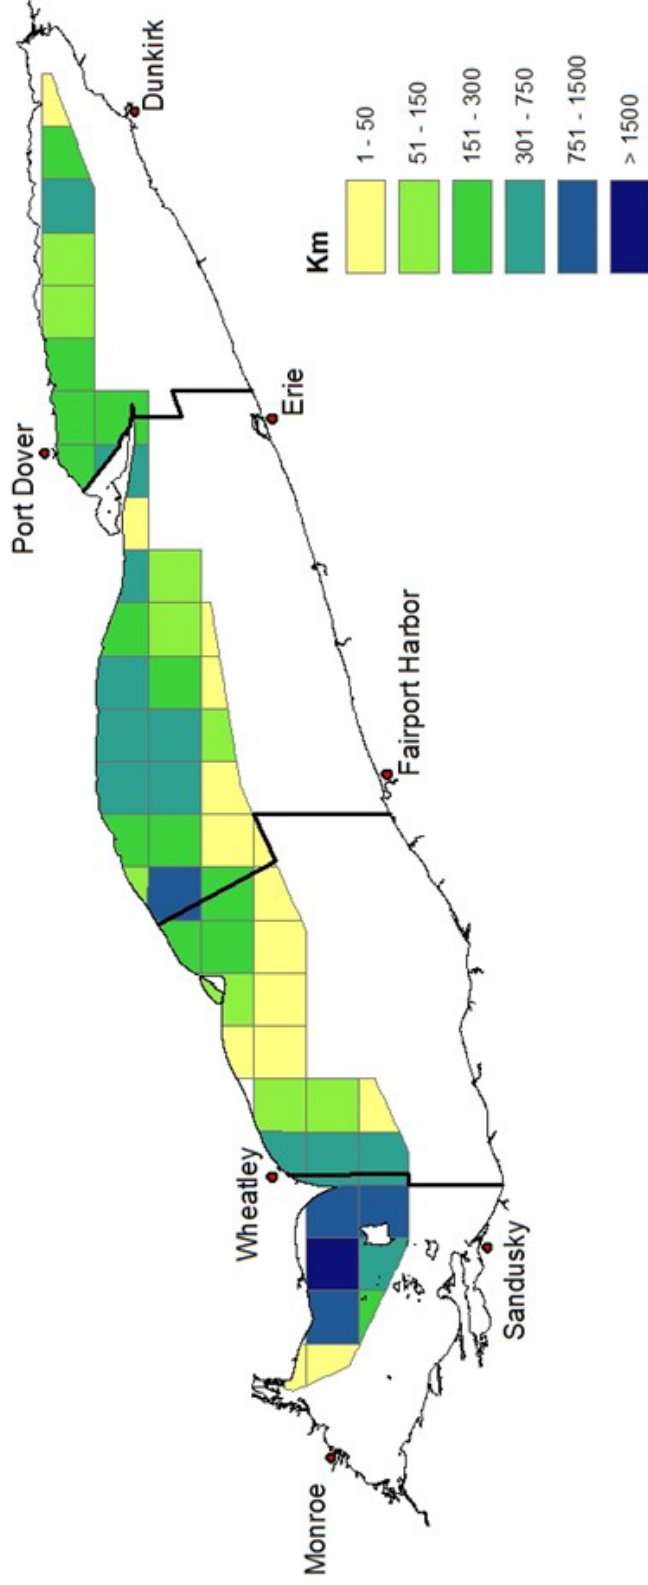 Port Dover
Dunkirk
Erie
Fairport Harbor
Wheatley
Sandusky
Monroe
Km
1 - 50
51 - 150
151 - 300
301 - 750
751 - 1500
> 1500